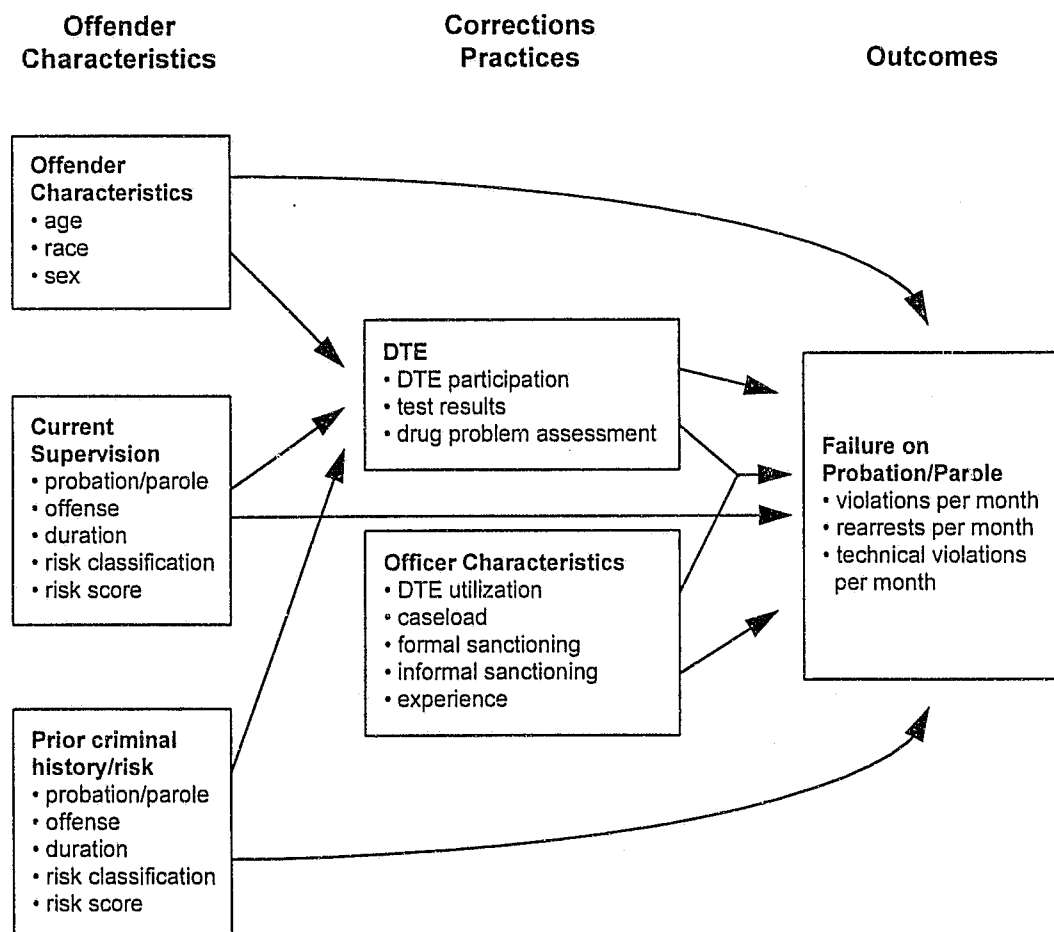 Offender
Characteristics
Corrections
Practices
Outcomes
Offender
Characteristics
• age
• race
• sex
Current
Supervision
• probation/parole
• offense
• duration
• risk classification
• risk score
Prior criminal
history/risk
• probation/parole
• offense
• duration
• risk classification
• risk score
DTE
• DTE participation
• test results
• drug problem assessment
Officer Characteristics
• DTE utilization
• caseload
• formal sanctioning
• informal sanctioning
• experience
Failure on
Probation/Parole
• violations per month
• rearrests per month
• technical violations
per month